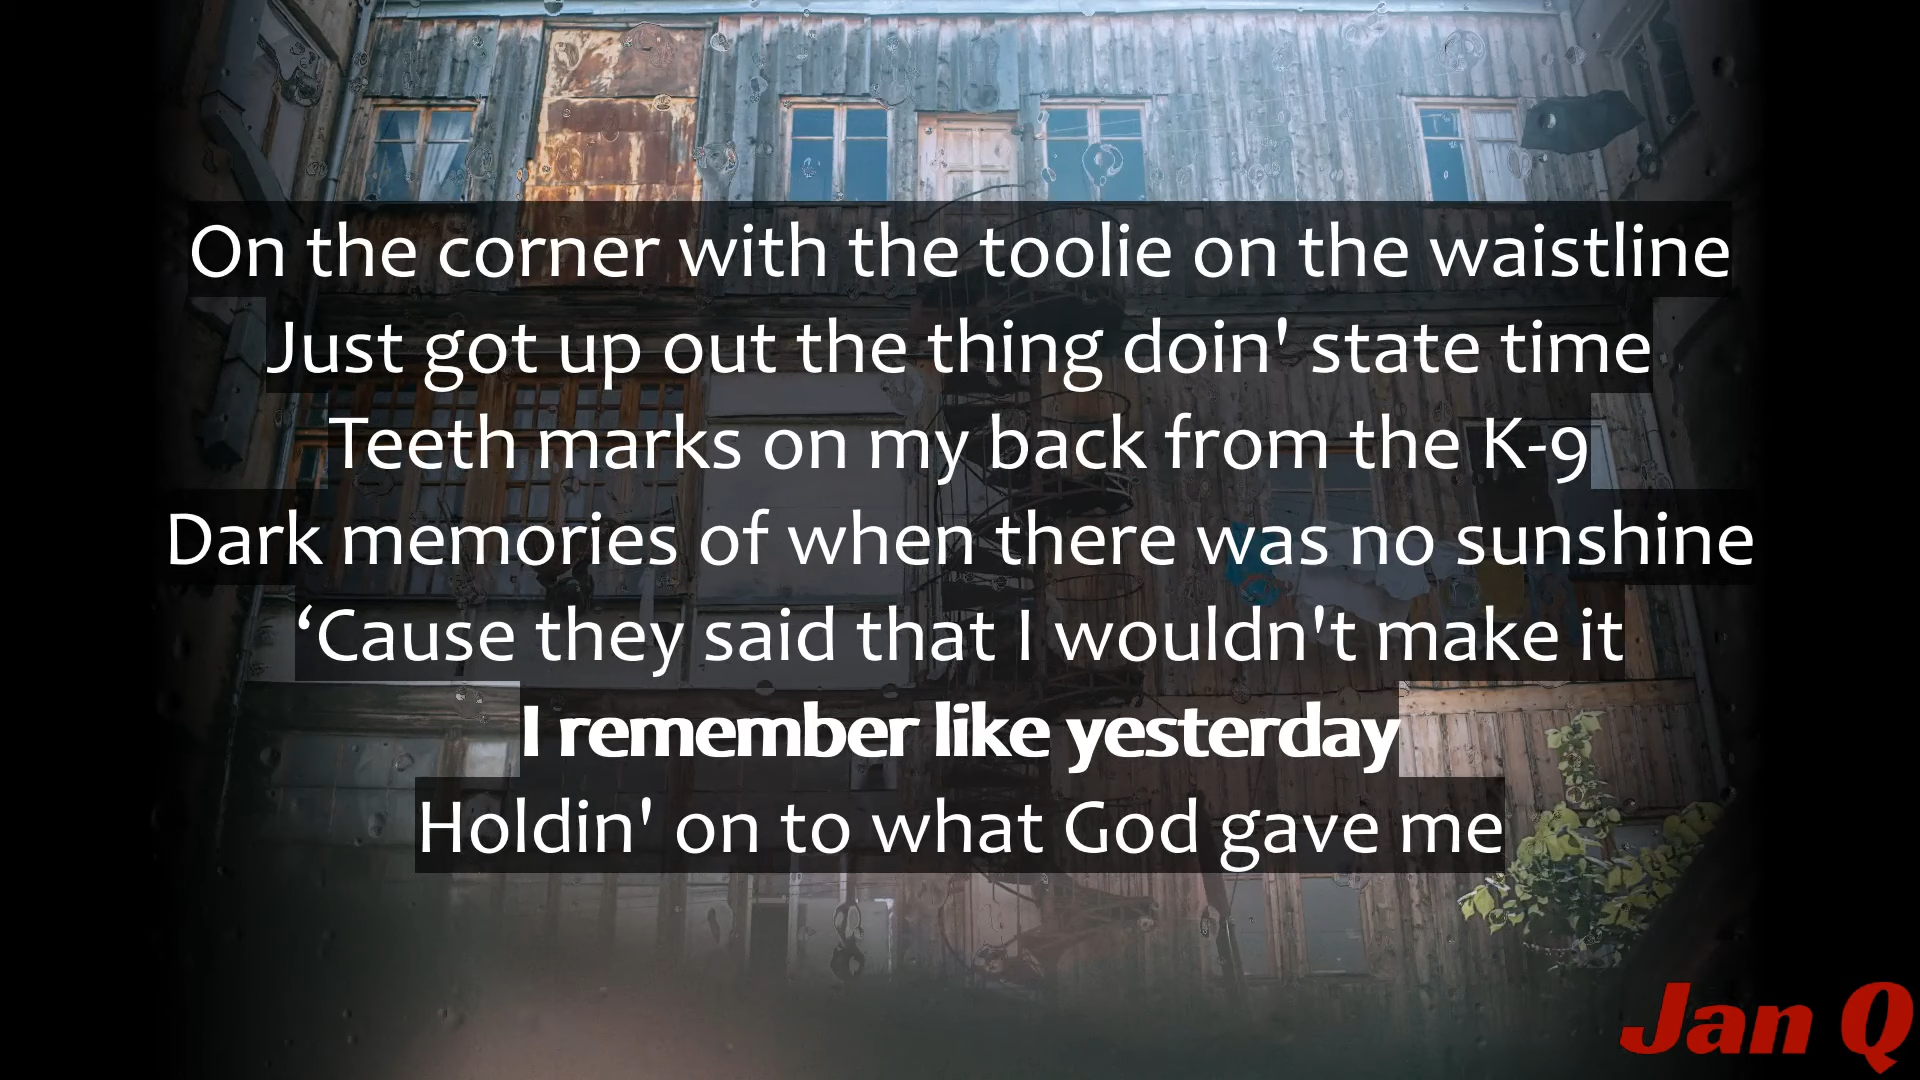 On the corner with the toolie on the waistline
Just got up out the thing doin' state time
Teeth marks on my back from the K-9
Dark memories of when there was no sunshine
‘Cause they said that I wouldn't make it
I remember like yesterday
Holdin' on to what God gave me
Jan Q